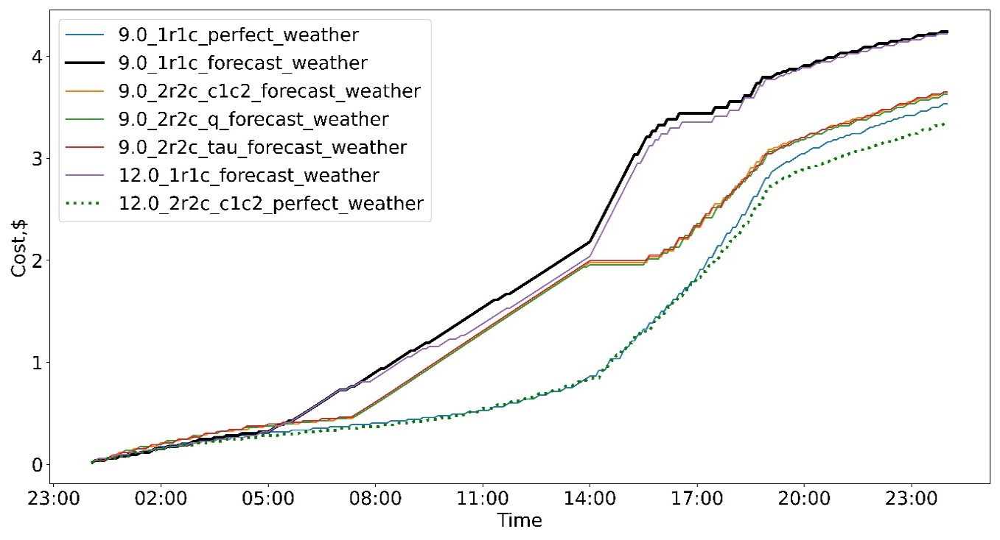 9.0_1r1c_perfect_weather
9.0_1r1c_forecast_weather
9.0_2r2c_c1c2_forecast_weather
9.0_2r2c_q_forecast_weather
9.0_2r2c_tau_forecast_weather
12.0_1r1c_forecast_weather
12.0_2r2c_c1c2_perfect_weather
Cost,$
4
3
2
1
0
23:00 02:00 05:00 08:00 11:00 14:00 17:00 20:00 23:00
Time